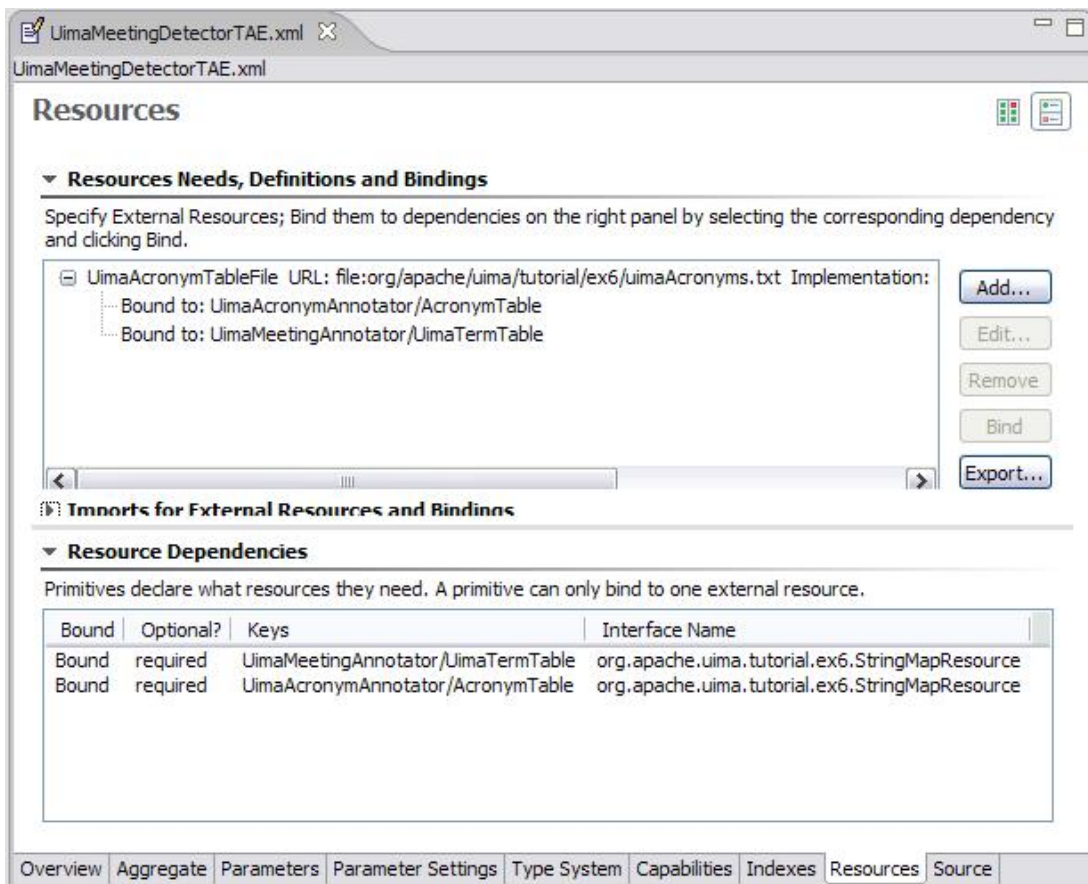 UimaMeetingDetectorTAE.xml
UimaMeetingDetectorTAE.xml
Resources
Resources Needs, Definitions and Bindings
Specify External Resources; Bind them to dependencies on the right panel by selecting the corresponding dependency
and clicking Bind.
UimaAcronymTableFile URL: file:org/apache/uima/tutorial/ex6/uimaAcronyms.txt Implementation:
Bound to: UimaAcronymAnnotator/AcronymTable
Bound to: UimaMeetingAnnotator/UimaTermTable
Add...
Edit...
Remove
Bind
Export...
Imports for External Resources and Bindings
Resource Dependencies
Primitives declare what resources they need. A primitive can only bind to one external resource.
Bound Optional? Keys Interface Name
Bound required UimaMeetingAnnotator/UimaTermTable org.apache.uima.tutorial.ex6.StringMapResource
Bound required UimaAcronymAnnotator/AcronymTable org.apache.uima.tutorial.ex6.StringMapResource
Overview Aggregate Parameters Parameter Settings Type System Capabilities Indexes Resources Source